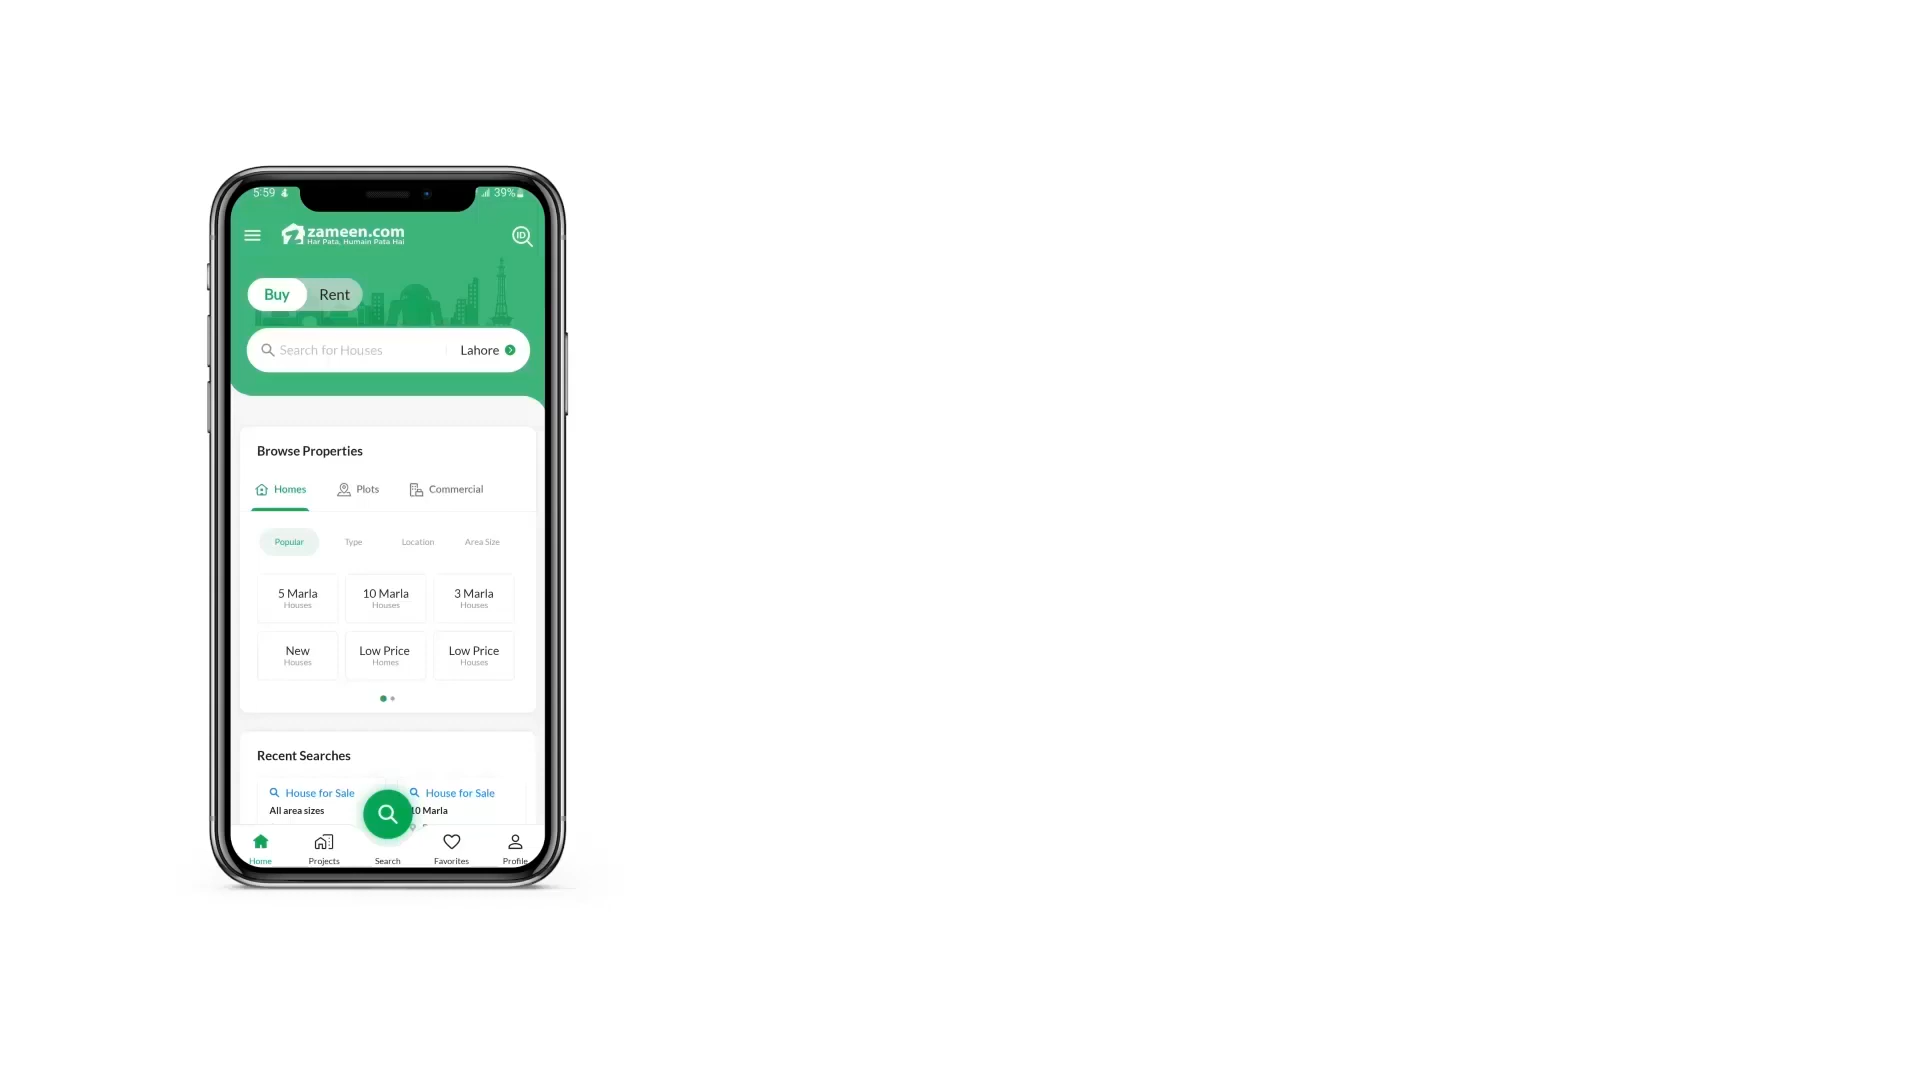 5:59 39%
zameen.com
Har Pata, Humain Pata Hai
ID
Buy Rent
Search for Houses Lahore
Browse Properties
Homes Plots Commercial
Popular Type Location Area Size
5 Marla 10 Marla 3 Marla
Houses Houses Houses
New Low Price Low Price
Houses Homes Houses
Recent Searches
House for Sale House for Sale
All area sizes 10 Marla
Home Projects Search Favorites Profile